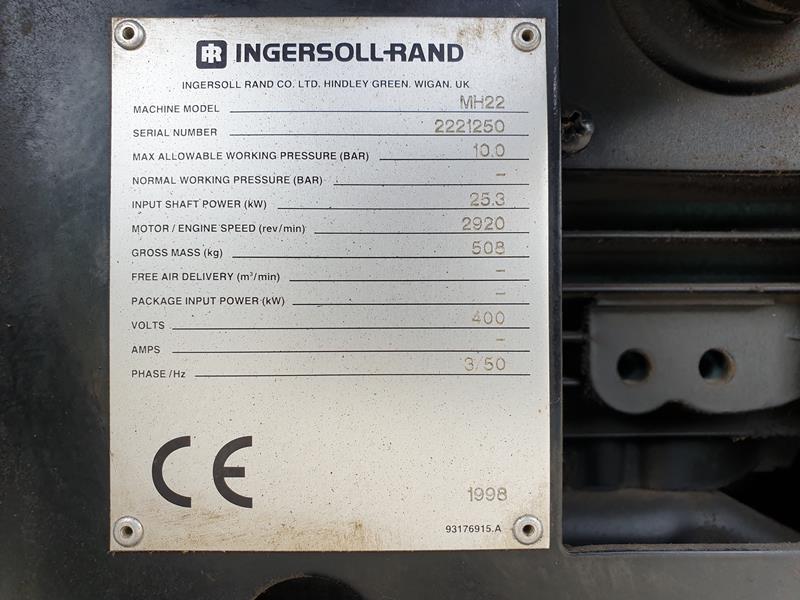 IR INGERSOLL-RAND
INGERSOLL RAND CO. LTD. HINDLEY GREEN. WIGAN. UK
MACHINE MODEL MH22
SERIAL NUMBER 2221250
MAX ALLOWABLE WORKING PRESSURE (BAR) 10.0
NORMAL WORKING PRESSURE (BAR) -
INPUT SHAFT POWER (kW) 25.3
MOTOR / ENGINE SPEED (rev/min) 2920
GROSS MASS (kg) 508
FREE AIR DELIVERY (m³/min) -
PACKAGE INPUT POWER (kW) -
VOLTS 400
AMPS -
PHASE /Hz 3/50
CE
1998
93176915.A